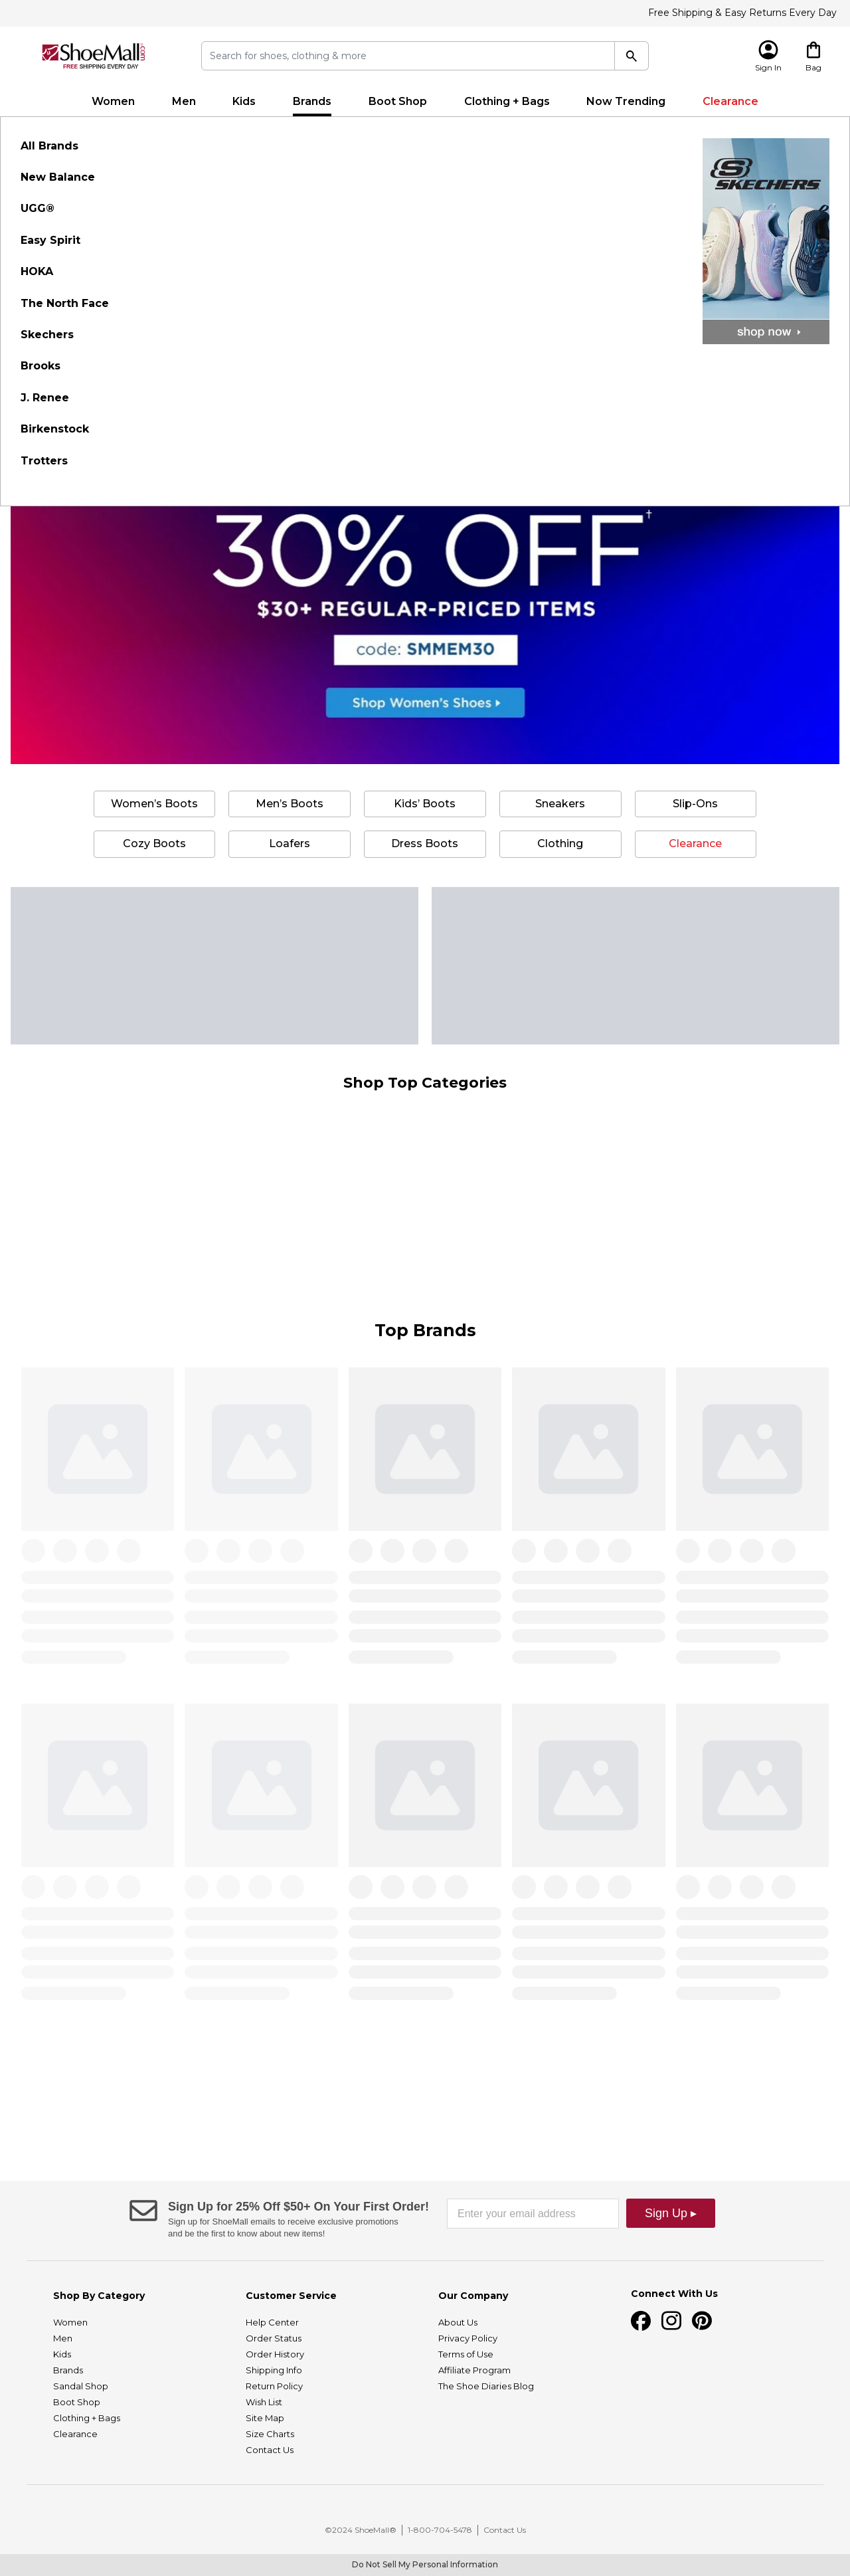 Free Shipping & Easy Returns Every Day
ShoeMall.com
FREE SHIPPING EVERY DAY
Search for shoes, clothing & more
Sign In
Bag
Women Men Kids Brands Boot Shop Clothing + Bags Now Trending Clearance
All Brands
New Balance
UGG®
Easy Spirit
HOKA
The North Face
Skechers
Brooks
J. Renee
Birkenstock
Trotters
SKECHERS
shop now
30% OFF†
$30+ REGULAR-PRICED ITEMS
code: SMMEM30
Shop Women's Shoes
Women's Boots Men's Boots Kids' Boots Sneakers Slip-Ons
Cozy Boots Loafers Dress Boots Clothing Clearance
Shop Top Categories
Top Brands
Sign Up for 25% Off $50+ On Your First Order!
Sign up for ShoeMall emails to receive exclusive promotions
and be the first to know about new items!
Enter your email address
Sign Up ▸
Shop By Category
Women
Men
Kids
Brands
Sandal Shop
Boot Shop
Clothing + Bags
Clearance
Customer Service
Help Center
Order Status
Order History
Shipping Info
Return Policy
Wish List
Site Map
Size Charts
Contact Us
Our Company
About Us
Privacy Policy
Terms of Use
Affiliate Program
The Shoe Diaries Blog
Connect With Us
©2024 ShoeMall® | 1-800-704-5478 | Contact Us
Do Not Sell My Personal Information